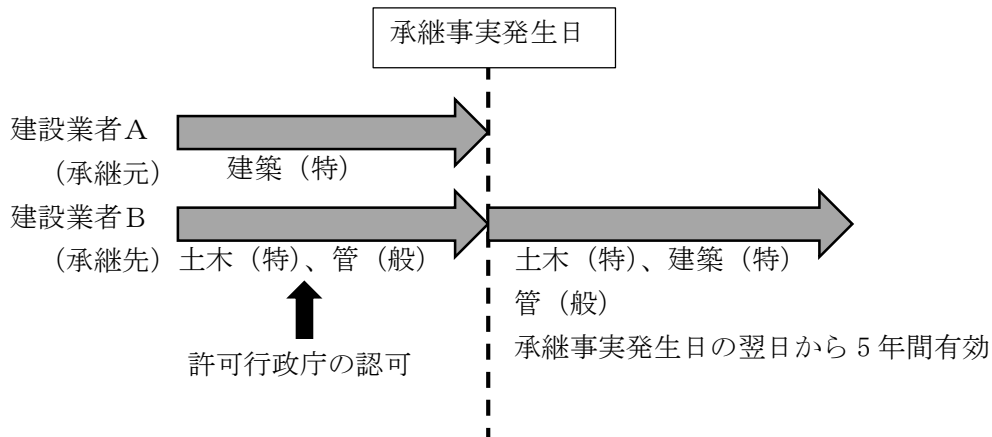 承継事実発生日
建設業者A
（承継元）
建築（特）
建設業者B
（承継先）
土木（特）、管（般）
土木（特）、建築（特）
管（般）
承継事実発生日の翌日から5年間有効
許可行政庁の認可